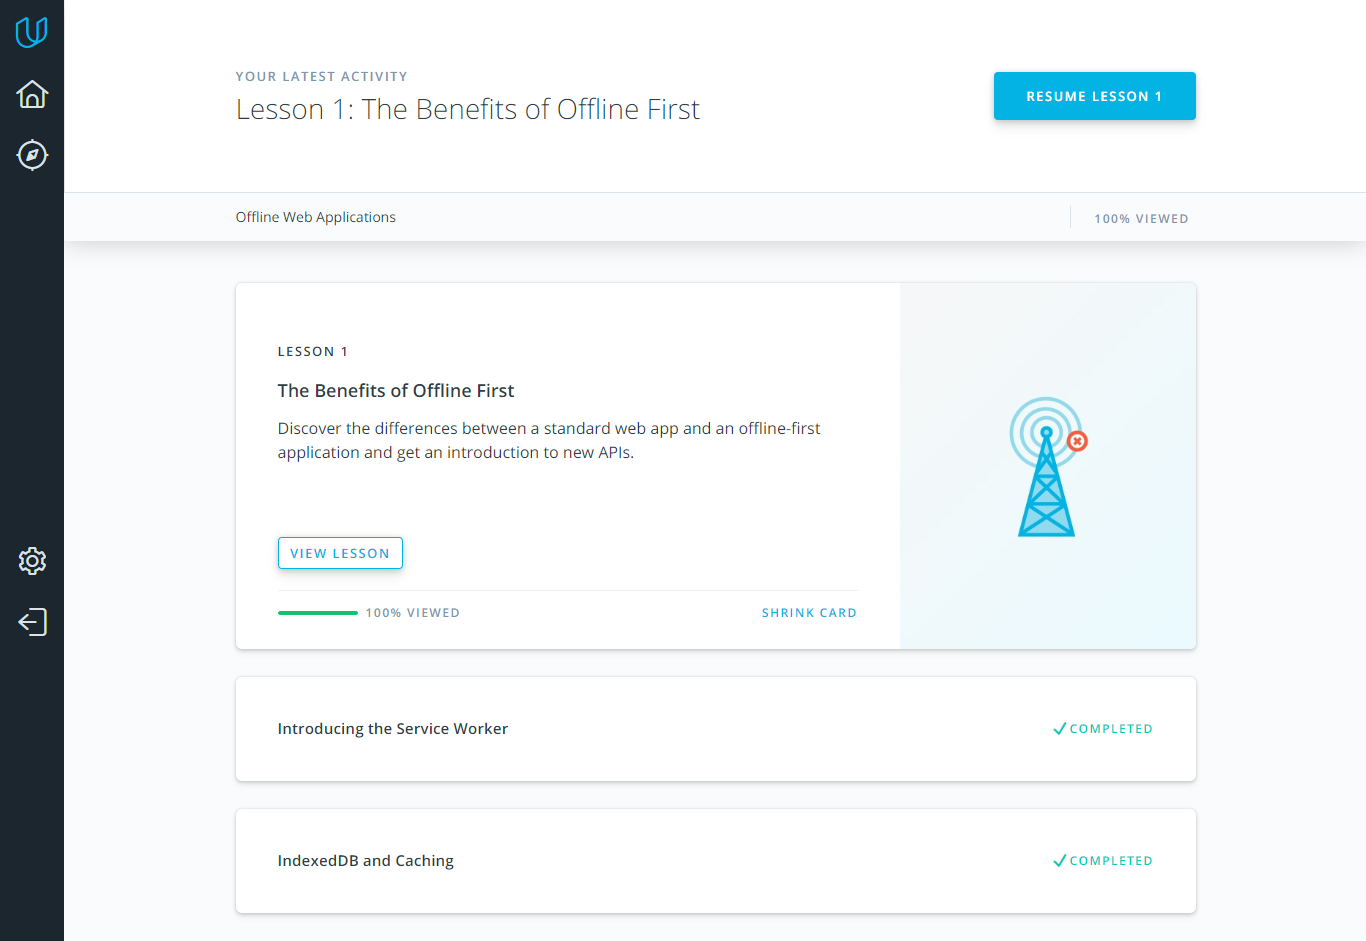 YOUR LATEST ACTIVITY
Lesson 1: The Benefits of Offline First
RESUME LESSON 1
Offline Web Applications
100% VIEWED
LESSON 1
The Benefits of Offline First
Discover the differences between a standard web app and an offline-first
application and get an introduction to new APIs.
VIEW LESSON
100% VIEWED
SHRINK CARD
Introducing the Service Worker
COMPLETED
IndexedDB and Caching
COMPLETED